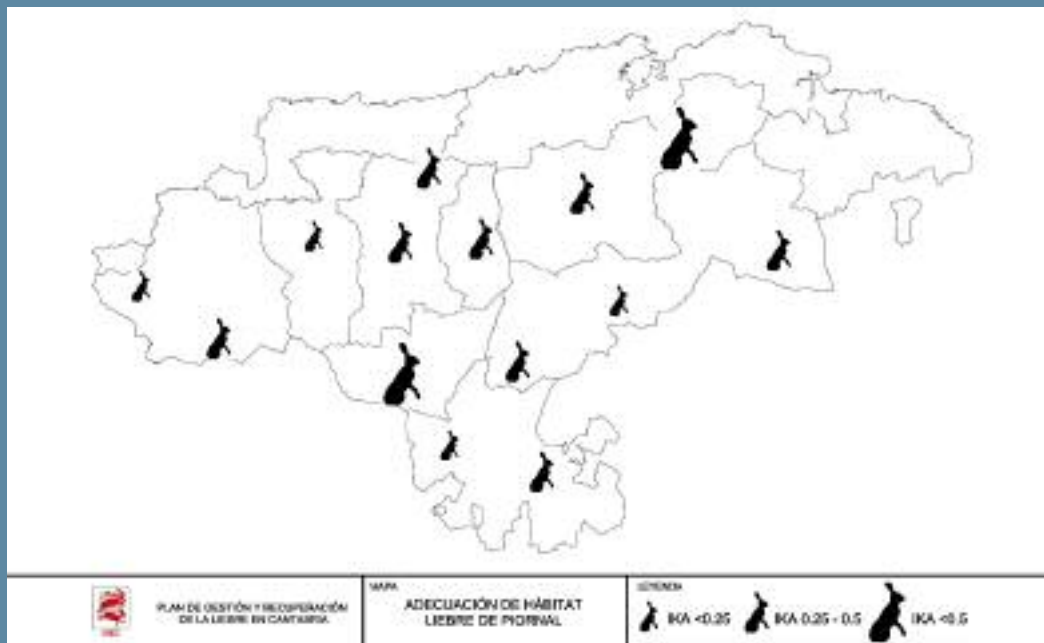 PLAN DE GESTIÓN Y RECUPERACIÓN
DE LA LIEBRE EN CANTABRIA
MAPA
ADECUACIÓN DE HÁBITAT
LIEBRE DE PIORNAL
LEYENDA
IKA <0.25
IKA 0.25 - 0.5
IKA <0.5